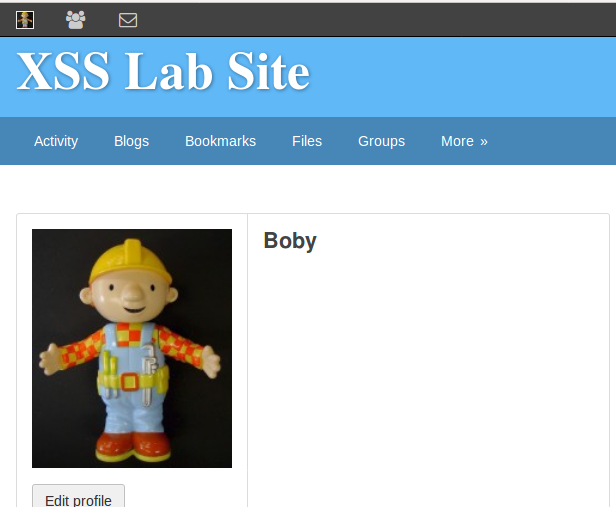 XSS Lab Site
Activity Blogs Bookmarks Files Groups More »
Boby
Edit profile